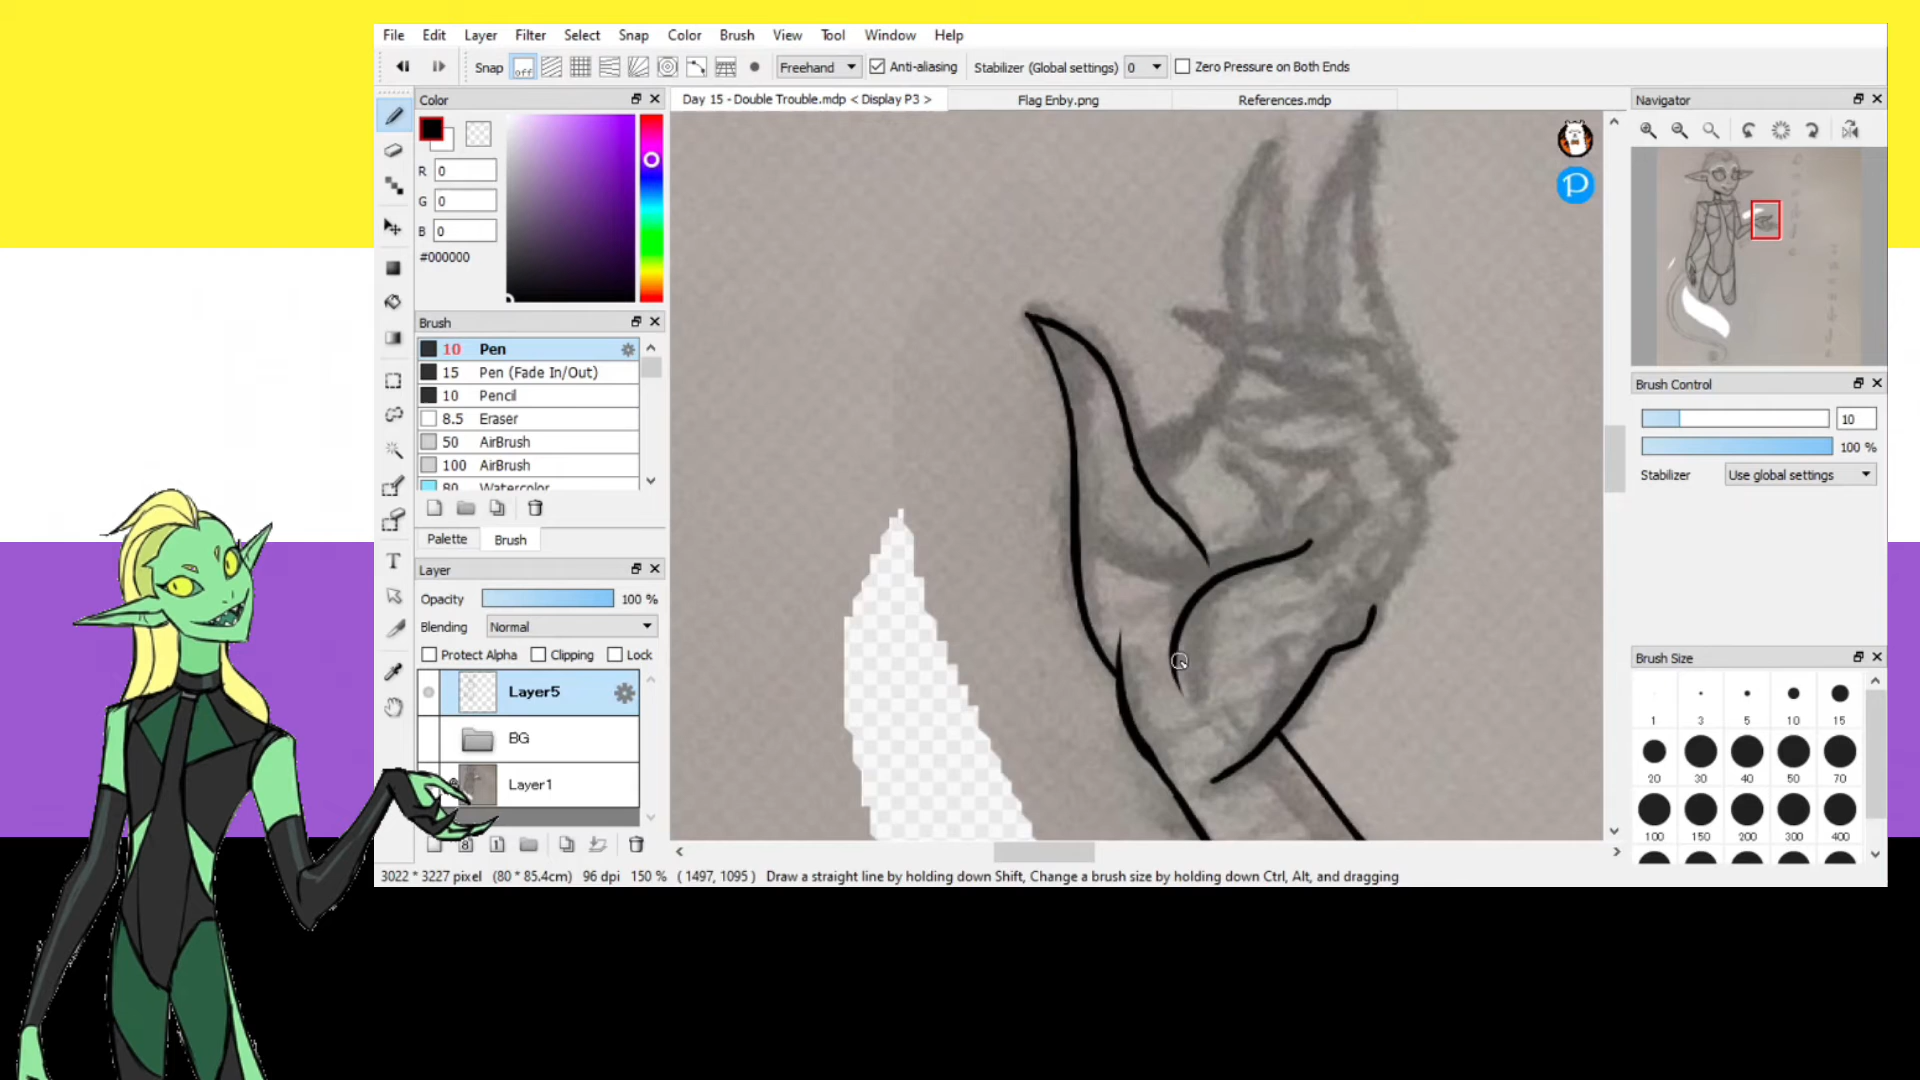 File Edit Layer Filter Select Snap Color Brush View Tool Window Help
Snap off Freehand Anti-aliasing Stabilizer (Global settings) 0 Zero Pressure on Both Ends
Color
Day 15 - Double Trouble.mdp < Display P3 > Flag Enby.png References.mdp
Navigator
R 0
G 0
B 0
#000000
Brush
10 Pen
15 Pen (Fade In/Out)
10 Pencil
8.5 Eraser
50 AirBrush
100 AirBrush
80 Watercolor
Palette Brush
Layer
Opacity 100 %
Blending Normal
Protect Alpha Clipping Lock
Layer5
BG
Layer1
8 1
T
P
Brush Control
10
100 %
Stabilizer Use global settings
Brush Size
1 3 5 10 15
20 30 40 50 70
100 150 200 300 400
3022 * 3227 pixel (80 * 85.4cm) 96 dpi 150 % ( 1497, 1095 ) Draw a straight line by holding down Shift, Change a brush size by holding down Ctrl, Alt, and dragging